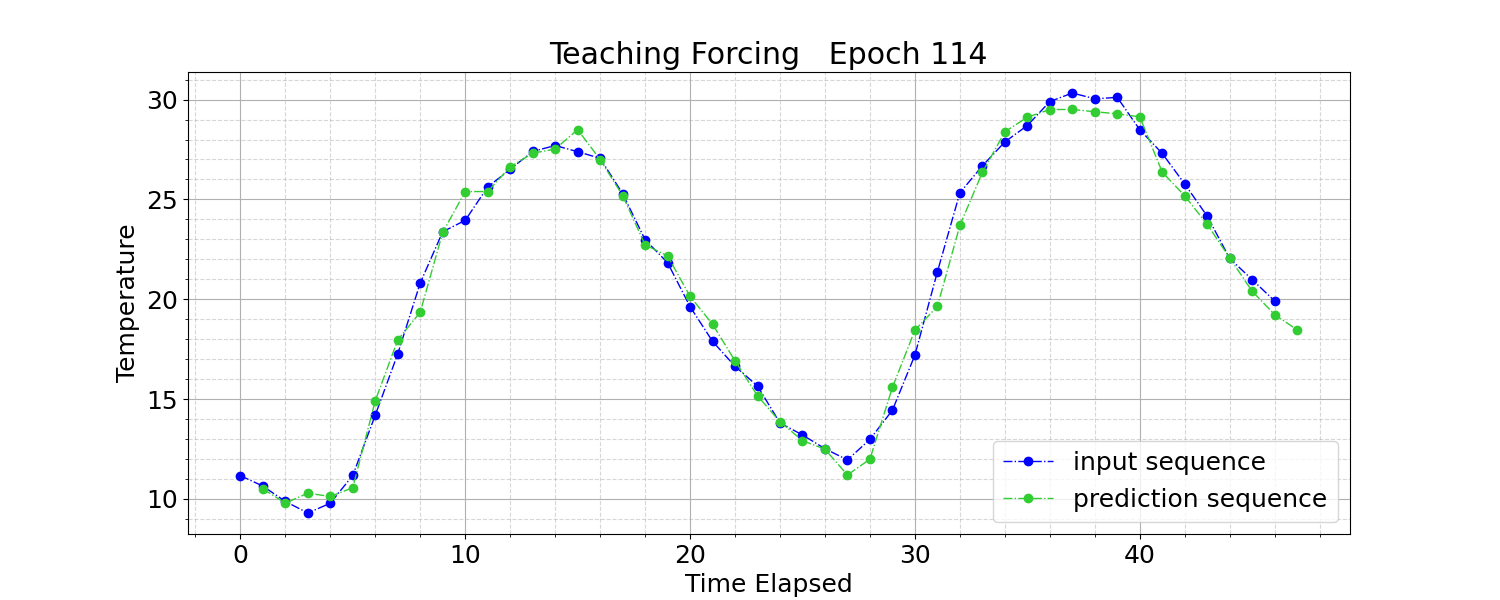 Teaching Forcing   Epoch 114
30
25
20
15
10
Temperature
0
10
20
30
40
Time Elapsed
input sequence
prediction sequence